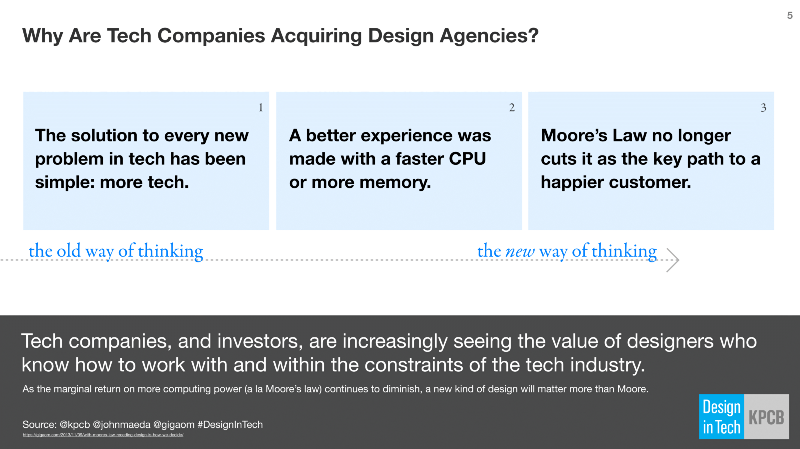 5
Why Are Tech Companies Acquiring Design Agencies?
1
The solution to every new
problem in tech has been
simple: more tech.
2
A better experience was
made with a faster CPU
or more memory.
3
Moore’s Law no longer
cuts it as the key path to a
happier customer.
the old way of thinking
the new way of thinking
Tech companies, and investors, are increasingly seeing the value of designers who
know how to work with and within the constraints of the tech industry.
As the marginal return on more computing power (a la Moore’s law) continues to diminish, a new kind of design will matter more than Moore.
Source: @kpcb @johnmaeda @gigaom #DesignInTech
Design
in Tech
KPCB